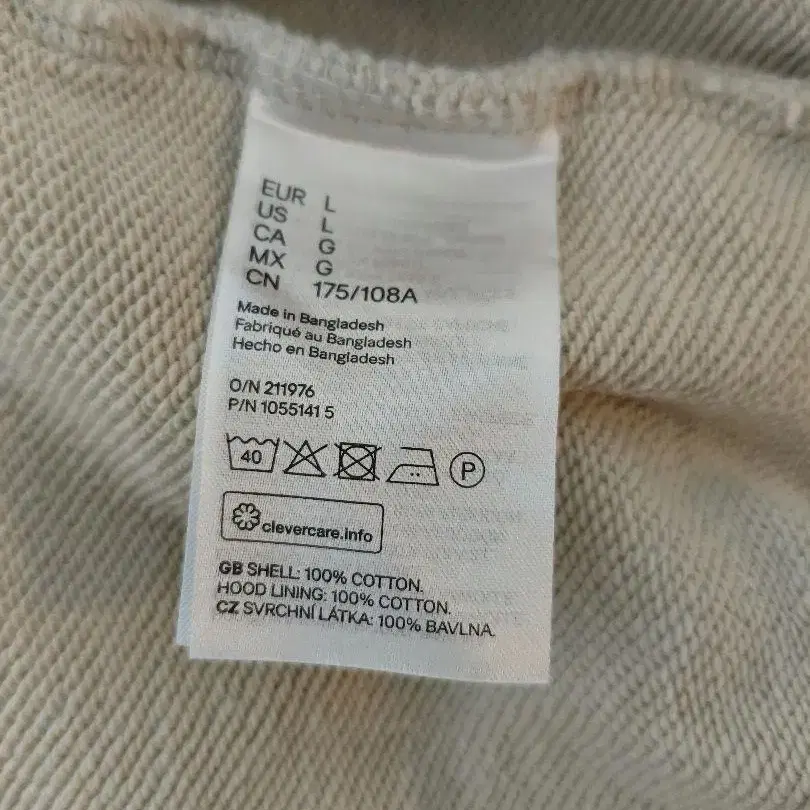 EUR L
US L
CA G
MX G
CN 175/108A
Made in Bangladesh
Fabriqué au Bangladesh
Hecho en Bangladesh
O/N 211976
P/N 1055141 5
40
P
clevercare.info
GB SHELL: 100% COTTON.
HOOD LINING: 100% COTTON.
CZ SVRCHNÍ LÁTKA: 100% BAVLNA.